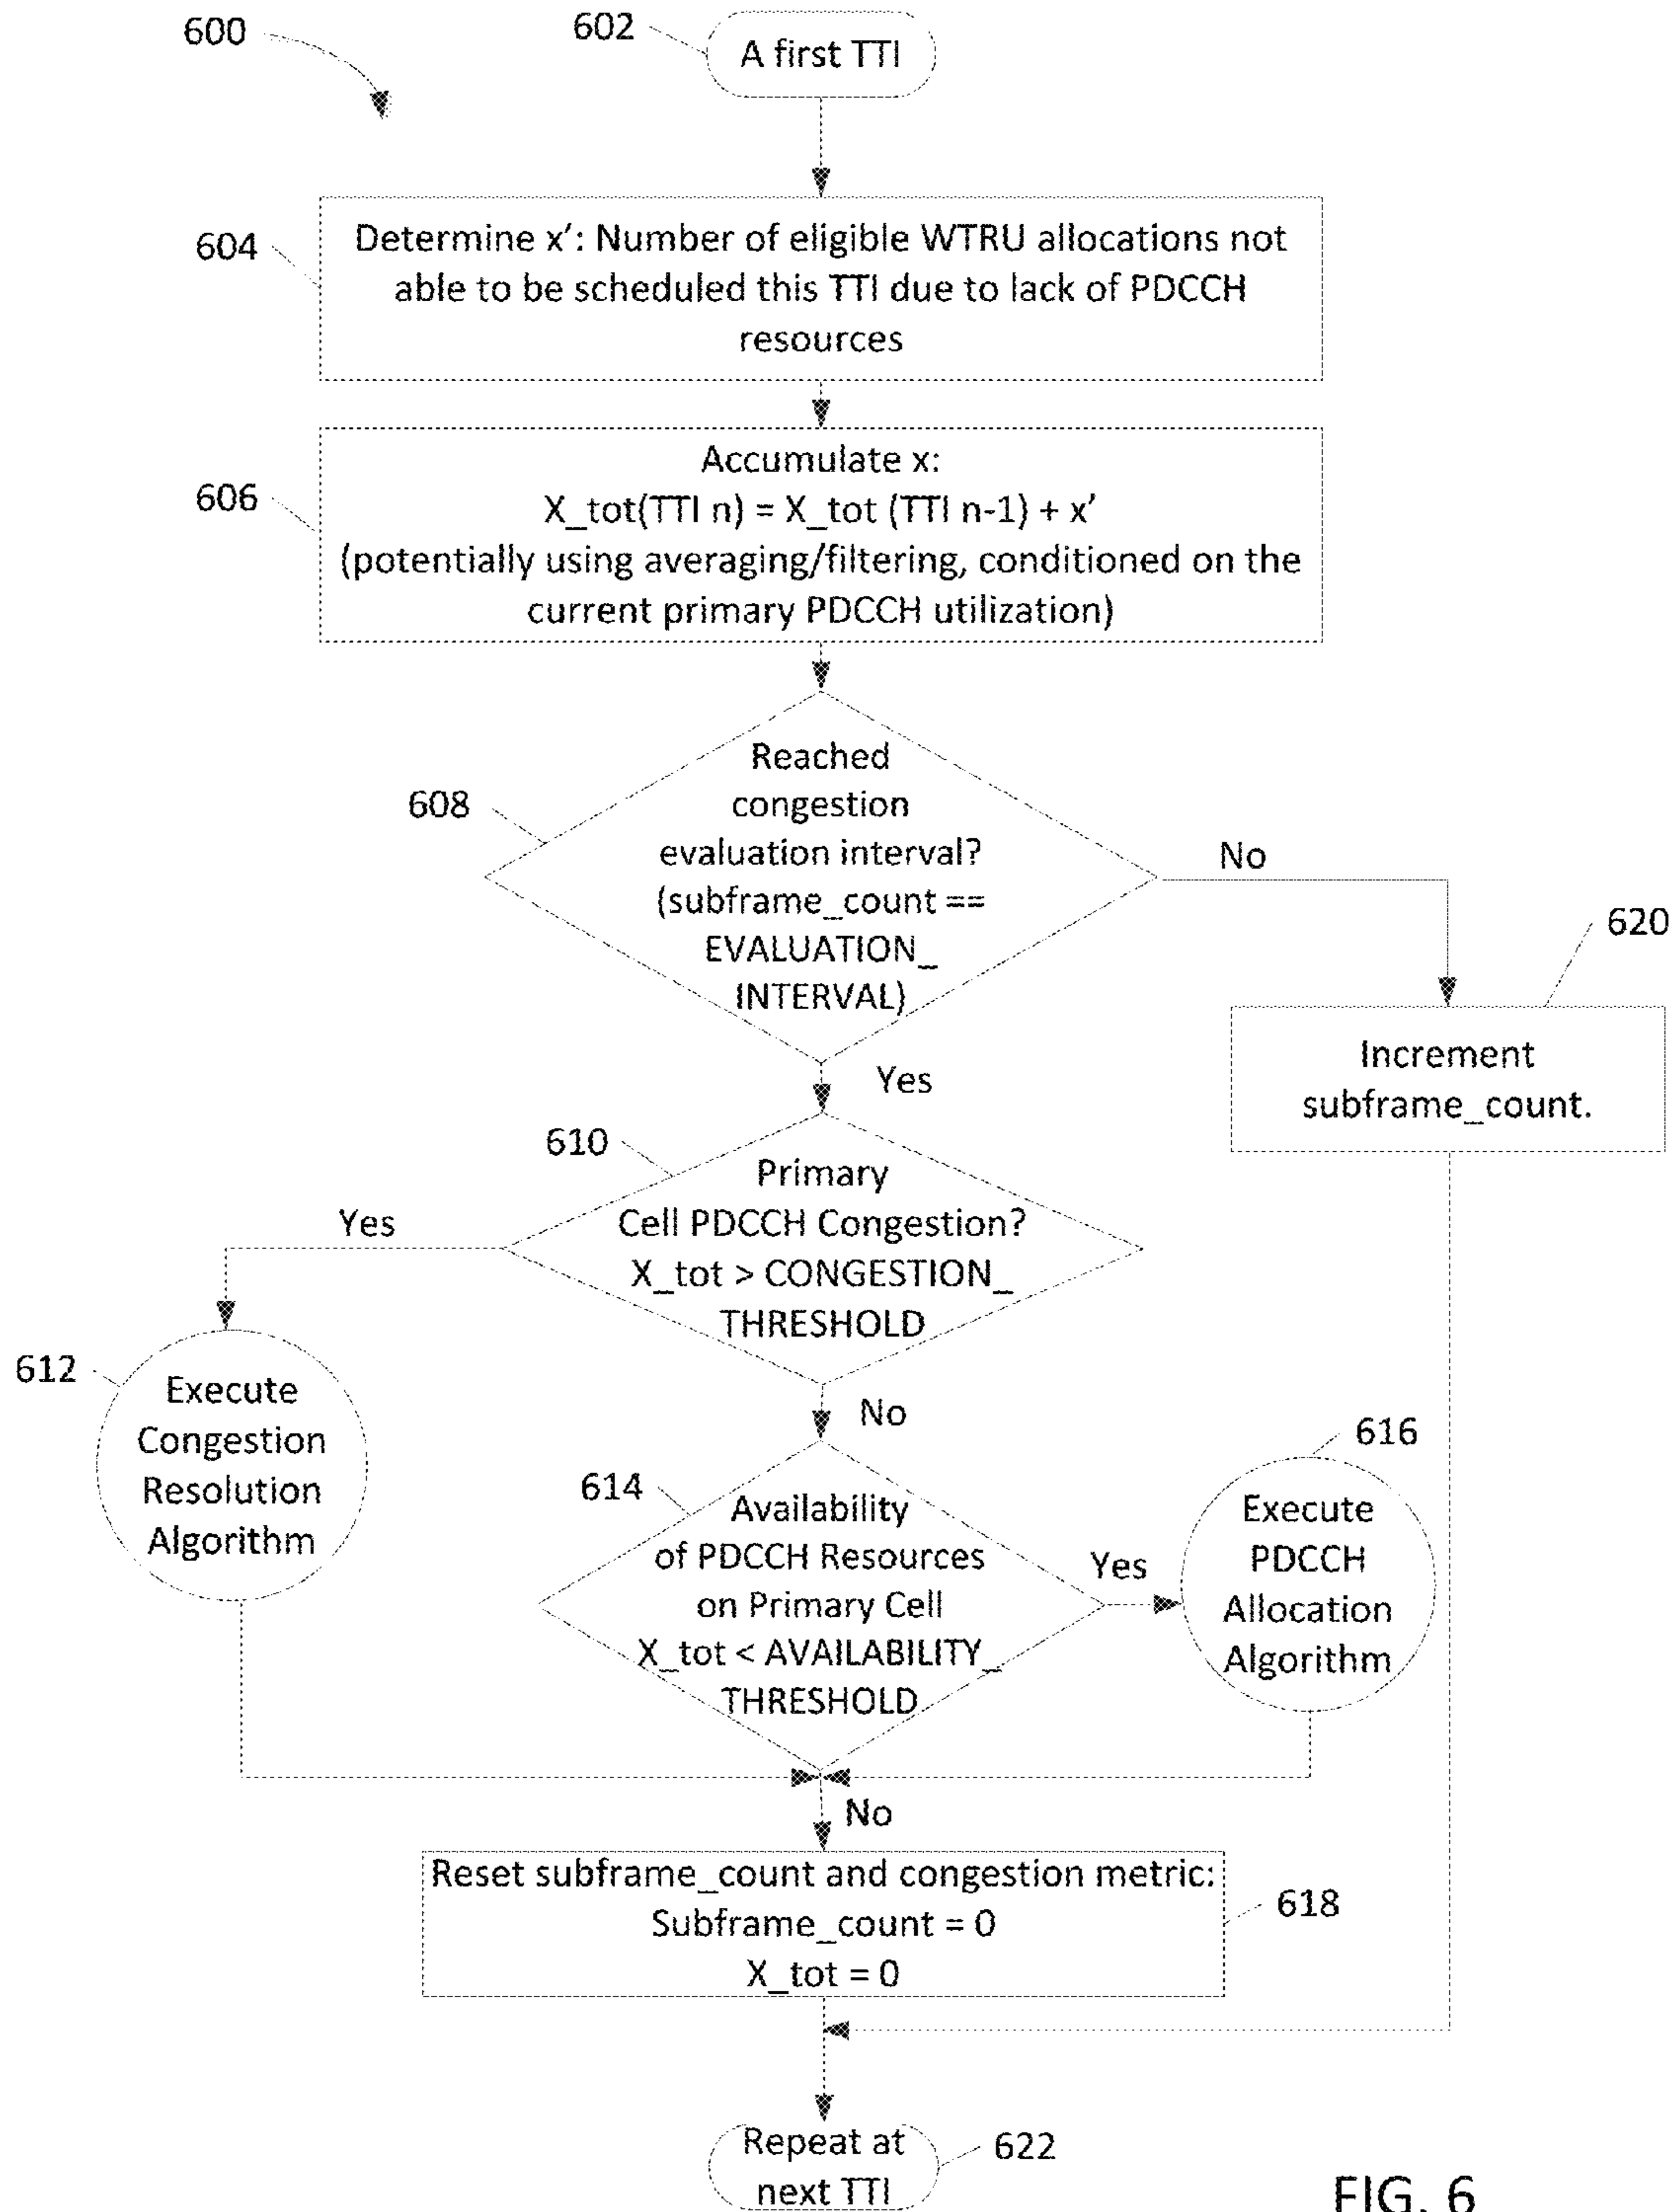 600
602
A first TTI
604
Determine x’: Number of eligible WTRU allocations not
able to be scheduled this TTI due to lack of PDCCH
resources
606
Accumulate x:
X_tot(TTI n) = X_tot (TTI n-1) + x’
(potentially using averaging/filtering, conditioned on the
current primary PDCCH utilization)
608
Reached
congestion
evaluation interval?
(subframe_count ==
EVALUATION_
INTERVAL)
No
620
Increment
subframe_count.
Yes
610
Primary
Cell PDCCH Congestion?
X_tot > CONGESTION_
THRESHOLD
Yes
612
Execute
Congestion
Resolution
Algorithm
No
614
Availability
of PDCCH Resources
on Primary Cell
X_tot < AVAILABILITY_
THRESHOLD
Yes
616
Execute
PDCCH
Allocation
Algorithm
No
Reset subframe_count and congestion metric:
Subframe_count = 0
X_tot = 0
618
Repeat at
next TTI
622
FIG. 6